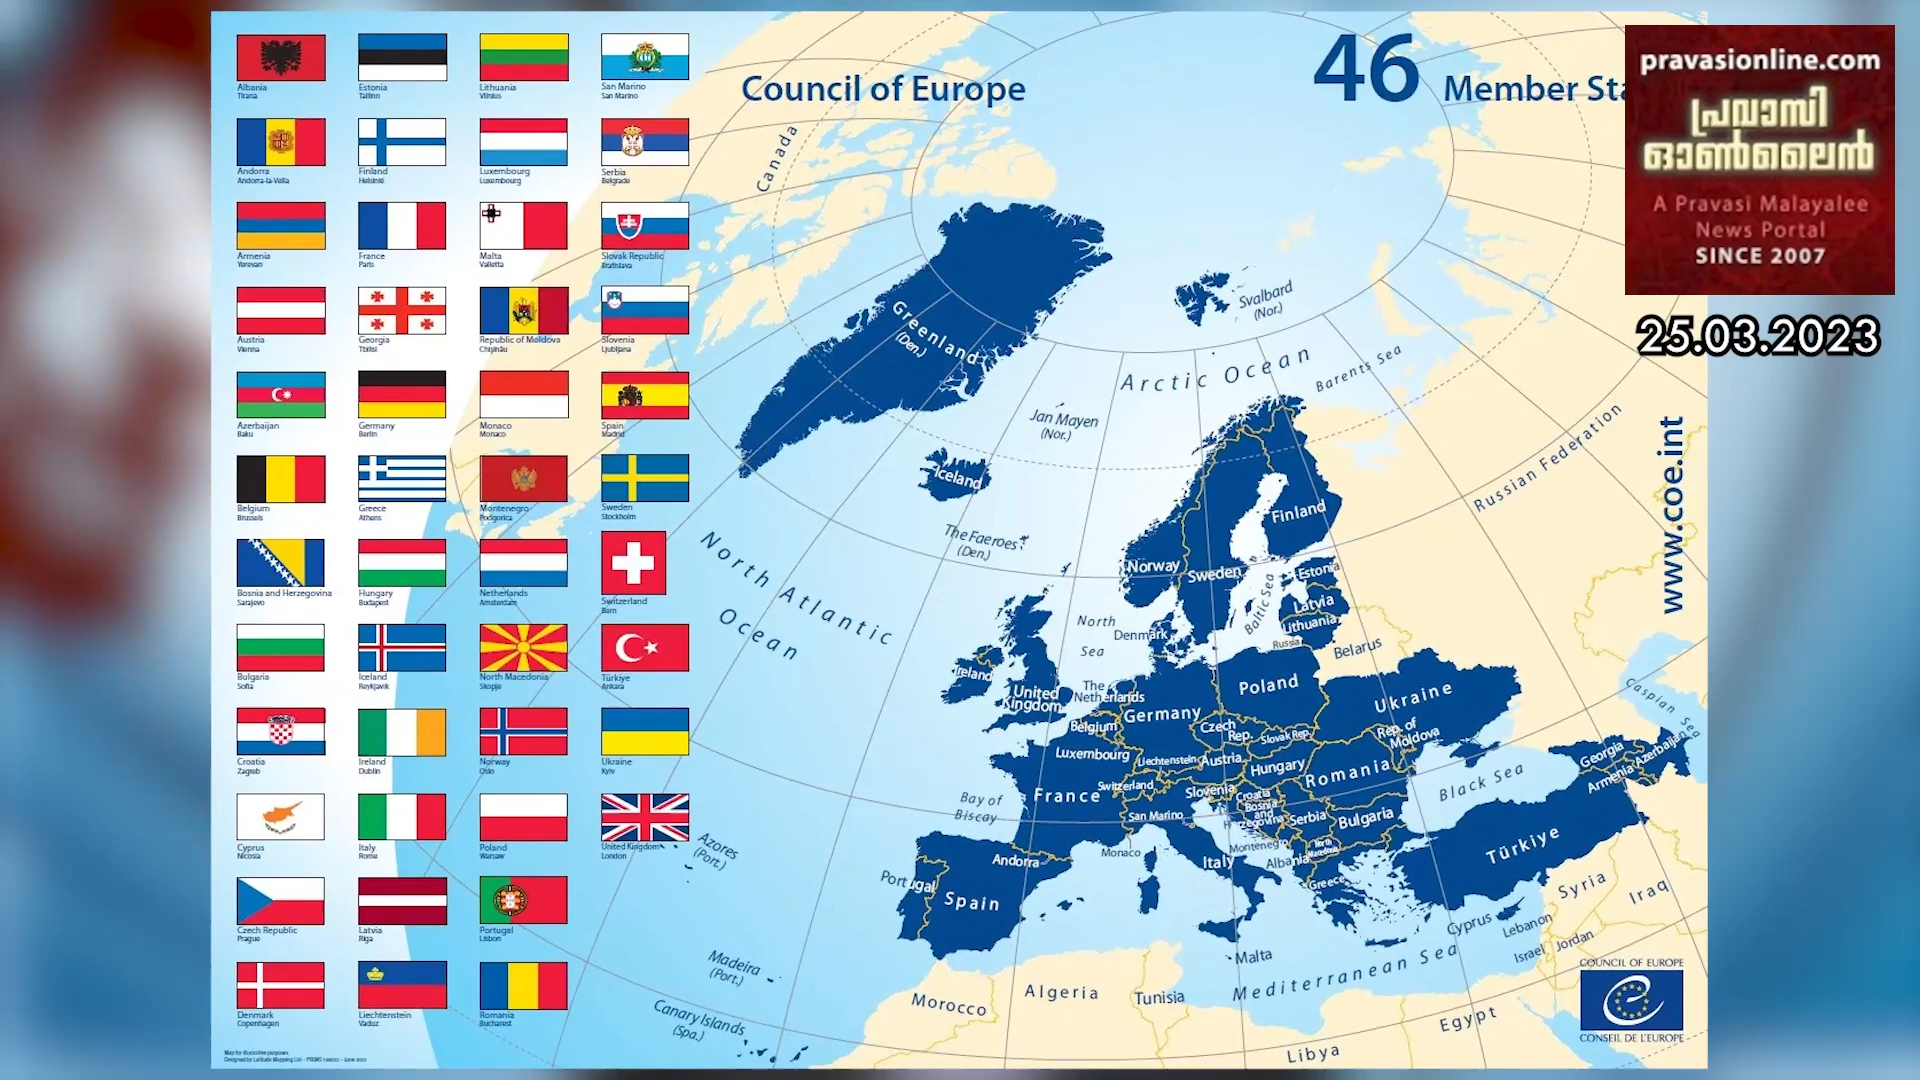 Albania
Tirana
Estonia
Tallinn
Lithuania
Vilnius
San Marino
San Marino
Andorra
Andorra-la-Vella
Finland
Helsinki
Luxembourg
Luxembourg
Serbia
Belgrade
Armenia
Yerevan
France
Paris
Malta
Valletta
Slovak Republic
Bratislava
Austria
Vienna
Georgia
Tbilisi
Republic of Moldova
Chişinău
Slovenia
Ljubljana
Azerbaijan
Baku
Germany
Berlin
Monaco
Monaco
Spain
Madrid
Belgium
Brussels
Greece
Athens
Montenegro
Podgorica
Sweden
Stockholm
Bosnia and Herzegovina
Sarajevo
Hungary
Budapest
Netherlands
Amsterdam
Switzerland
Bern
Bulgaria
Sofia
Iceland
Reykjavik
North Macedonia
Skopje
Türkiye
Ankara
Croatia
Zagreb
Ireland
Dublin
Norway
Oslo
Ukraine
Kyiv
Cyprus
Nicosia
Italy
Rome
Poland
Warsaw
United Kingdom
London
Czech Republic
Prague
Latvia
Riga
Portugal
Lisbon
Denmark
Copenhagen
Liechtenstein
Vaduz
Romania
Bucharest
Map for illustrative purposes
Council of Europe
46 Member Sta
Canada
Greenland
(Den.)
Svalbard
(Nor.)
Arctic Ocean
Barents Sea
Jan Mayen
(Nor.)
Iceland
The Faeroes
(Den.)
Russian Federation
www.coe.int
North Atlantic
Ocean
Finland
Norway
Sweden
Estonia
Baltic Sea
Latvia
Lithuania
Russia
Belarus
North
Sea
Denmark
Ireland
United
Kingdom
The
Netherlands
Poland
Ukraine
Germany
Belgium
Czech
Rep.
Slovak Rep.
Rep. of
Moldova
Luxembourg
Liechtenstein
Austria
Hungary
Romania
Caspian Sea
Georgia
Azerbaijan
Armenia
Black Sea
Switzerland
Slovenia
France
Croatia
Bosnia
and
Herzegovina
San Marino
Serbia
Bulgaria
Bay of
Biscay
Monaco
Montenegro
North
Macedonia
Türkiye
Andorra
Italy
Albania
Greece
Azores
(Port.)
Portugal
Spain
Syria
Iraq
Cyprus
Lebanon
Israel
Jordan
Malta
Mediterranean Sea
Madeira
(Port.)
Canary Islands
(Spa.)
Morocco
Algeria
Tunisia
Libya
Egypt
COUNCIL OF EUROPE
CONSEIL DE L'EUROPE
pravasionline.com
പ്രവാസി
ഓൺലൈൻ
A Pravasi Malayalee
News Portal
SINCE 2007
25.03.2023